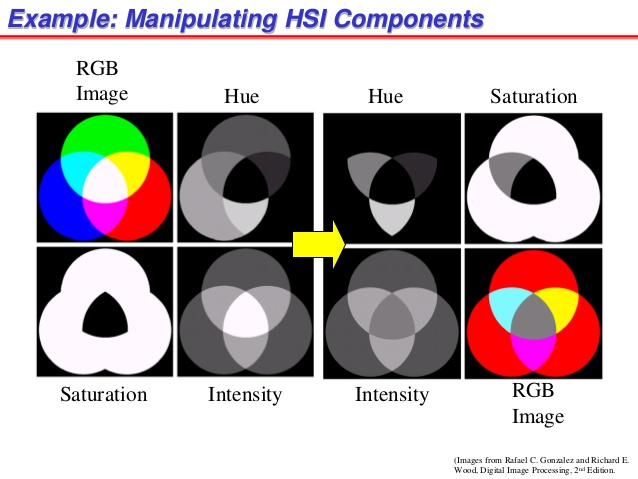 Example: Manipulating HSI Components
RGB
Image
Hue
Hue
Saturation
Saturation
Intensity
Intensity
RGB
Image
(Images from Rafael C. Gonzalez and Richard E.
Wood, Digital Image Processing, 2nd Edition.